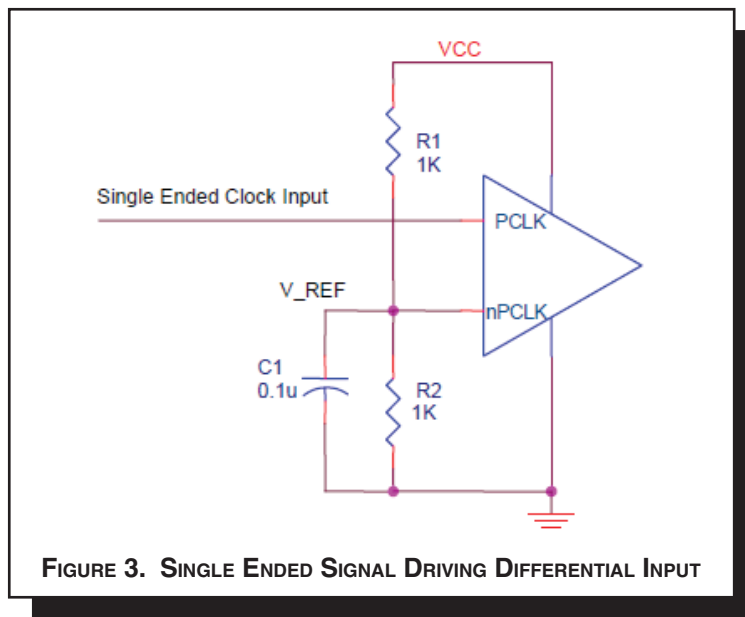 VCC
R1
1K
Single Ended Clock Input
PCLK
V_REF
nPCLK
C1
0.1u
R2
1K
FIGURE 3. SINGLE ENDED SIGNAL DRIVING DIFFERENTIAL INPUT